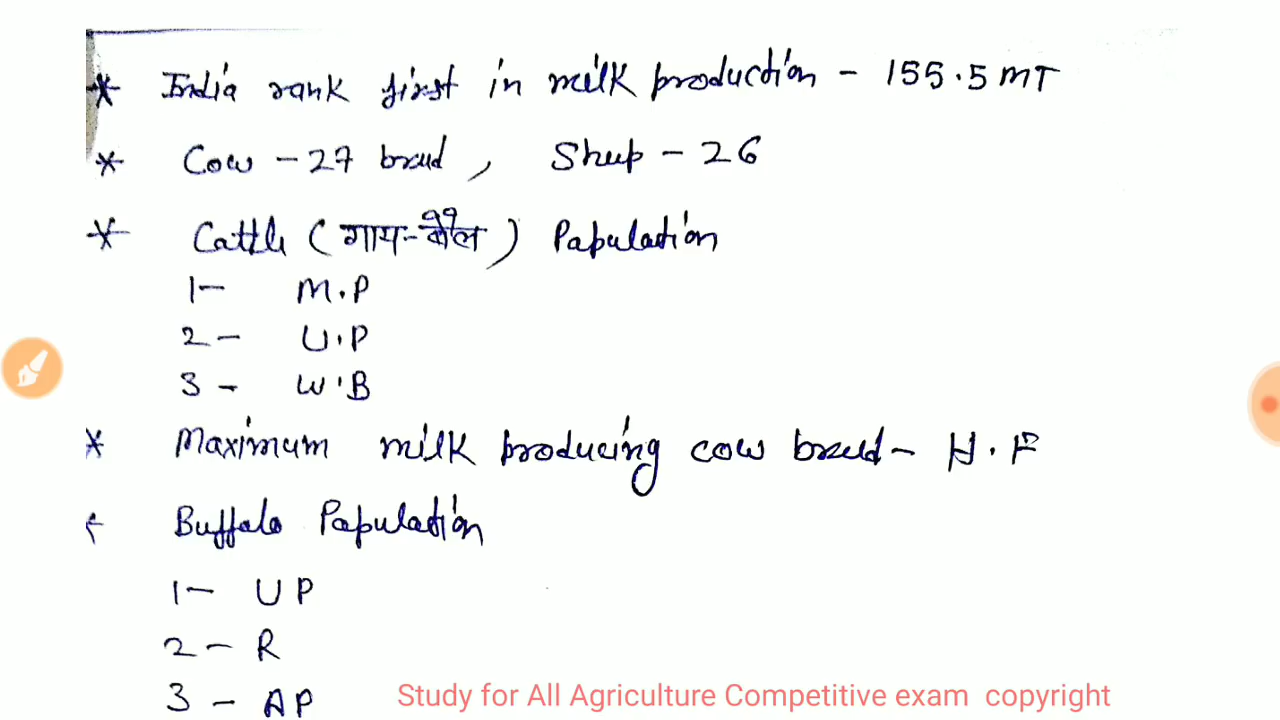 * India rank first in milk production - 155.5 MT
* Cow - 27 breed, Sheep - 26
* Cattle (गाय-बैल) Population
1- M.P
2- U.P
3- W.B
* Maximum milk producing cow breed - H.F
* Buffalo Population
1- UP
2- R
3- AP
Study for All Agriculture Competitive exam copyright